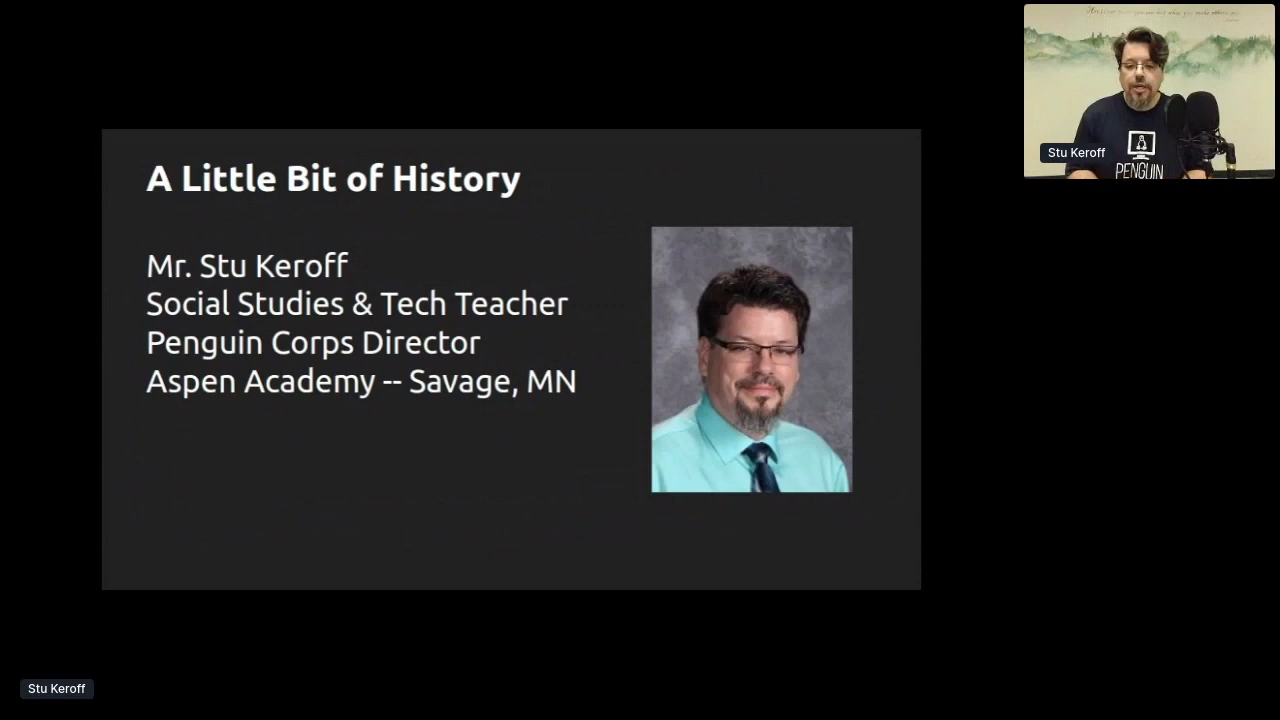 A Little Bit of History
Mr. Stu Keroff
Social Studies & Tech Teacher
Penguin Corps Director
Aspen Academy -- Savage, MN
Stu Keroff
PENGUIN
Stu Keroff